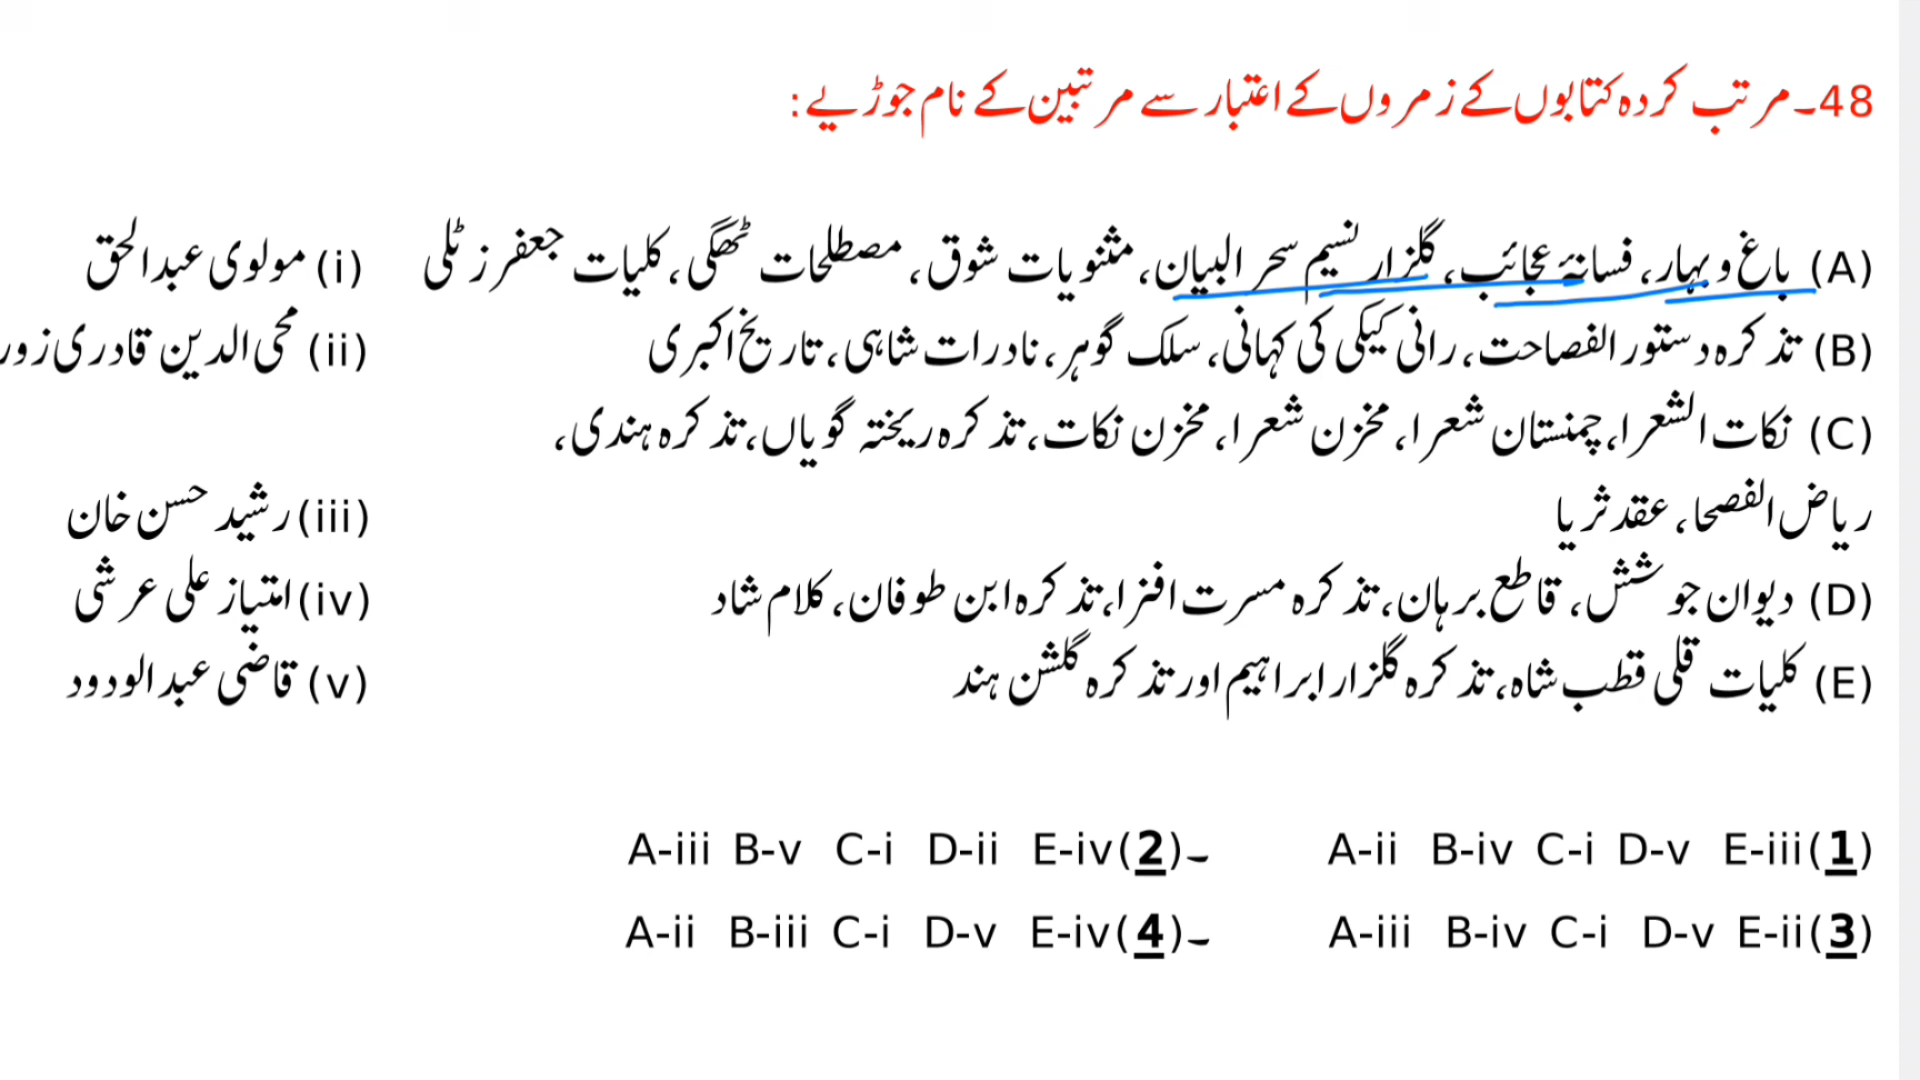 48۔مرتب کردہ کتابوں کے زمروں کے اعتبار سے مرتبین کے نام جوڑیے:
(A) باغ و بہار، فسانۂ عجائب، گلزار نسیم سحر البیان، مثنویات شوق، مصطلحات ٹھگی، کلیات جعفر زٹلی (i) مولوی عبدالحق
(B) تذکرہ دستور الفصاحت، رانی کیکی کی کہانی، سلک گوہر، نادرات شاہی، تاریخ اکبری (ii) محی الدین قادری زور
(C) نکات الشعرا، چمنستان شعرا، مخزن شعرا، مخزن نکات، تذکرہ ریختہ گویاں، تذکرہ ہندی،
ریاض الفصحا، عقد ثریا (iii) رشید حسن خان
(D) دیوان جوشش، قاطع برہان، تذکرہ مسرت افزا، تذکرہ ابن طوفان، کلام شاد (iv) امتیاز علی عرشی
(E) کلیات قلی قطب شاہ، تذکرہ گلزار ابراہیم اور تذکرہ گلشن ہند (v) قاضی عبدالودود
A-ii B-iv C-i D-v E-iii(1) A-iii B-v C-i D-ii E-iv(2)۔
A-iii B-iv C-i D-v E-ii(3) A-ii B-iii C-i D-v E-iv(4)۔